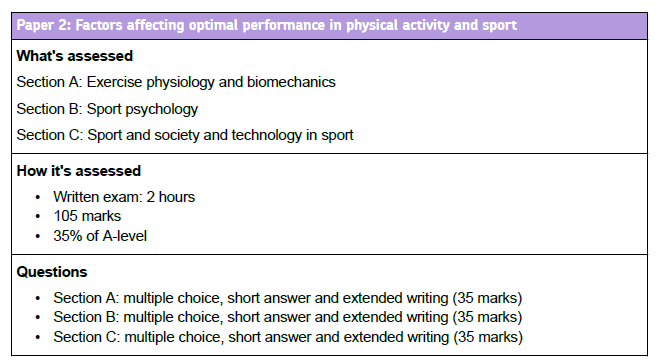 Paper 2: Factors affecting optimal performance in physical activity and sport
What's assessed
Section A: Exercise physiology and biomechanics
Section B: Sport psychology
Section C: Sport and society and technology in sport
How it's assessed
• Written exam: 2 hours
• 105 marks
• 35% of A-level
Questions
• Section A: multiple choice, short answer and extended writing (35 marks)
• Section B: multiple choice, short answer and extended writing (35 marks)
• Section C: multiple choice, short answer and extended writing (35 marks)